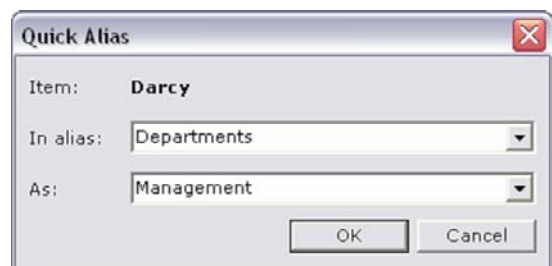 Quick Alias
Item: Darcy
In alias: Departments
As: Management
OK Cancel